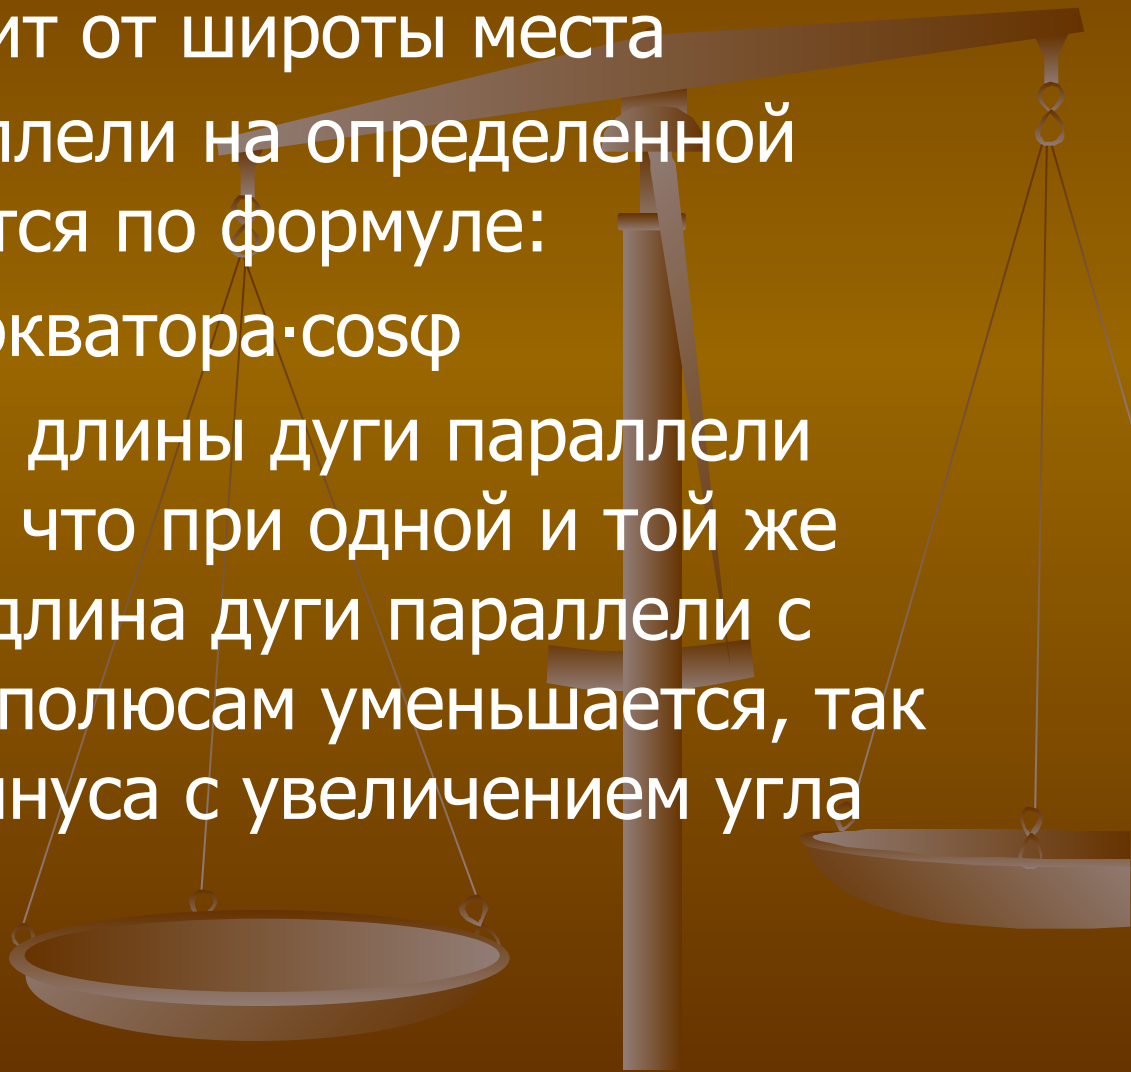 ит от широты места
ллели на определенной
тся по формуле:
экватора·cosφ
длины дуги параллели
что при одной и той же
длина дуги параллели с
полюсам уменьшается, так
инуса с увеличением угла